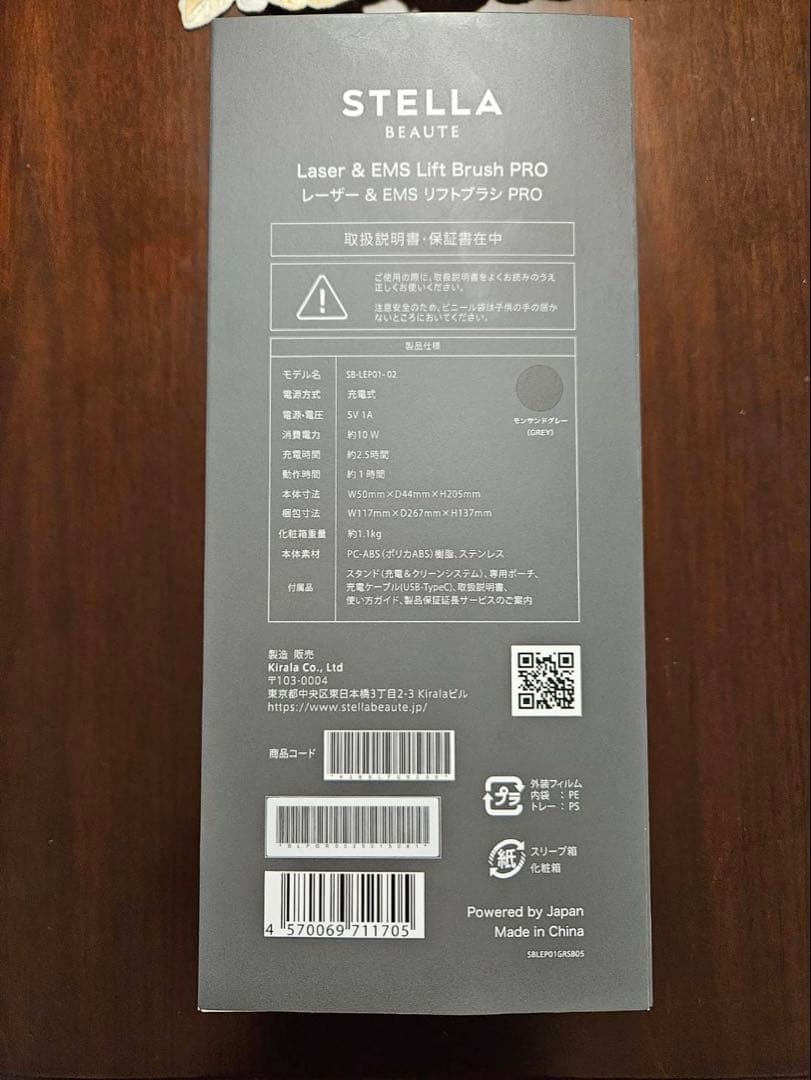 STELLA
BEAUTE
Laser & EMS Lift Brush PRO
レーザー & EMS リフトブラシ PRO
取扱説明書・保証書在中
ご使用の際に、取扱説明書をよくお読みのうえ
正しくお使いください。
注意安全のため、ビニール袋は子供の手の届か
ないところにおいてください。
製品仕様
モデル名 SB-LEP01- 02
電源方式 充電式
電源・電圧 5V 1A
消費電力 約10 W
充電時間 約2.5時間
動作時間 約1時間
本体寸法 W50mm×D44mm×H205mm
梱包寸法 W117mm×D267mm×H137mm
化粧箱重量 約1.1kg
本体素材 PC-ABS(ポリカABS)樹脂、ステンレス
付属品 スタンド(充電&クリーンシステム)、専用ポーチ、
充電ケーブル(USB-TypeC)、取扱説明書、
使い方ガイド、製品保証延長サービスのご案内
モンサンドグレー
(GREY)
製造 販売
Kirala Co., Ltd
〒103-0004
東京都中央区東日本橋3丁目2-3 Kiralaビル
https://www.stellabeaute.jp/
商品コード
プラ
外装フィルム
内袋 : PE
トレー : PS
紙
スリーブ箱
化粧箱
4 570069 711705
Powered by Japan
Made in China
SBLEP01GRSB05